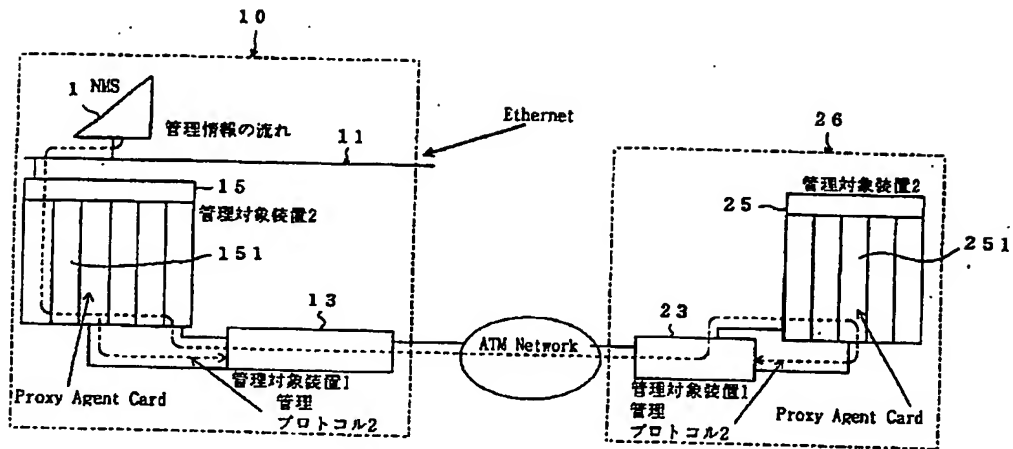 10
1 NMS
管理情報の流れ
11
Ethernet
15
管理対象装置2
151
13
管理対象装置1
管理
プロトコル2
Proxy Agent Card
ATM Network
26
管理対象装置2
25
251
23
管理対象装置1
管理
プロトコル2
Proxy Agent Card